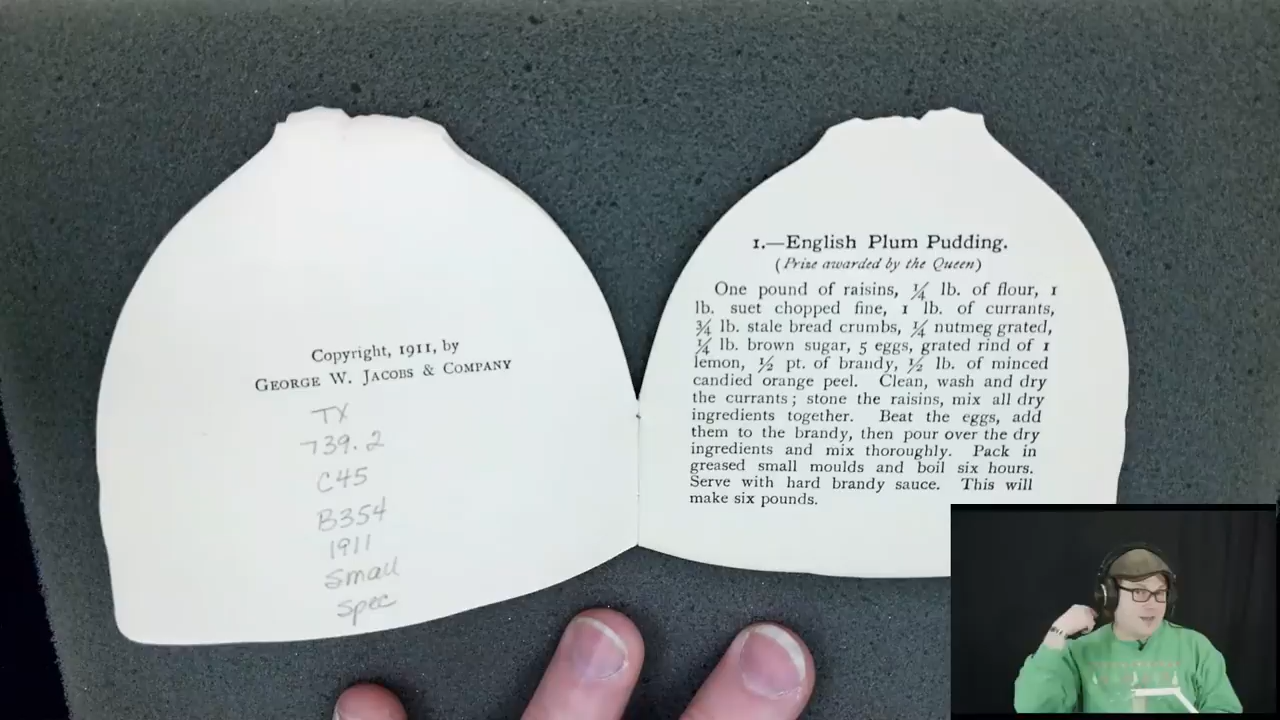 Copyright, 1911, by
GEORGE W. JACOBS & COMPANY
TX
739.2
C45
B354
1911
Small
Spec
1.—English Plum Pudding.
(Prize awarded by the Queen)
One pound of raisins, ¼ lb. of flour, 1
lb. suet chopped fine, 1 lb. of currants,
¾ lb. stale bread crumbs, ¼ nutmeg grated,
¼ lb. brown sugar, 5 eggs, grated rind of 1
lemon, ½ pt. of brandy, ½ lb. of minced
candied orange peel. Clean, wash and dry
the currants; stone the raisins, mix all dry
ingredients together. Beat the eggs, add
them to the brandy, then pour over the dry
ingredients and mix thoroughly. Pack in
greased small moulds and boil six hours.
Serve with hard brandy sauce. This will
make six pounds.